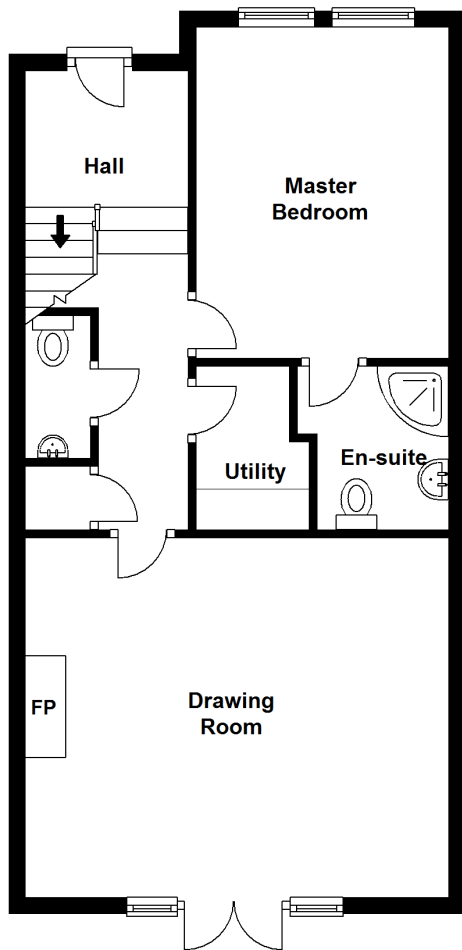 Hall
Master
Bedroom
Utility
En-suite
FP
Drawing
Room